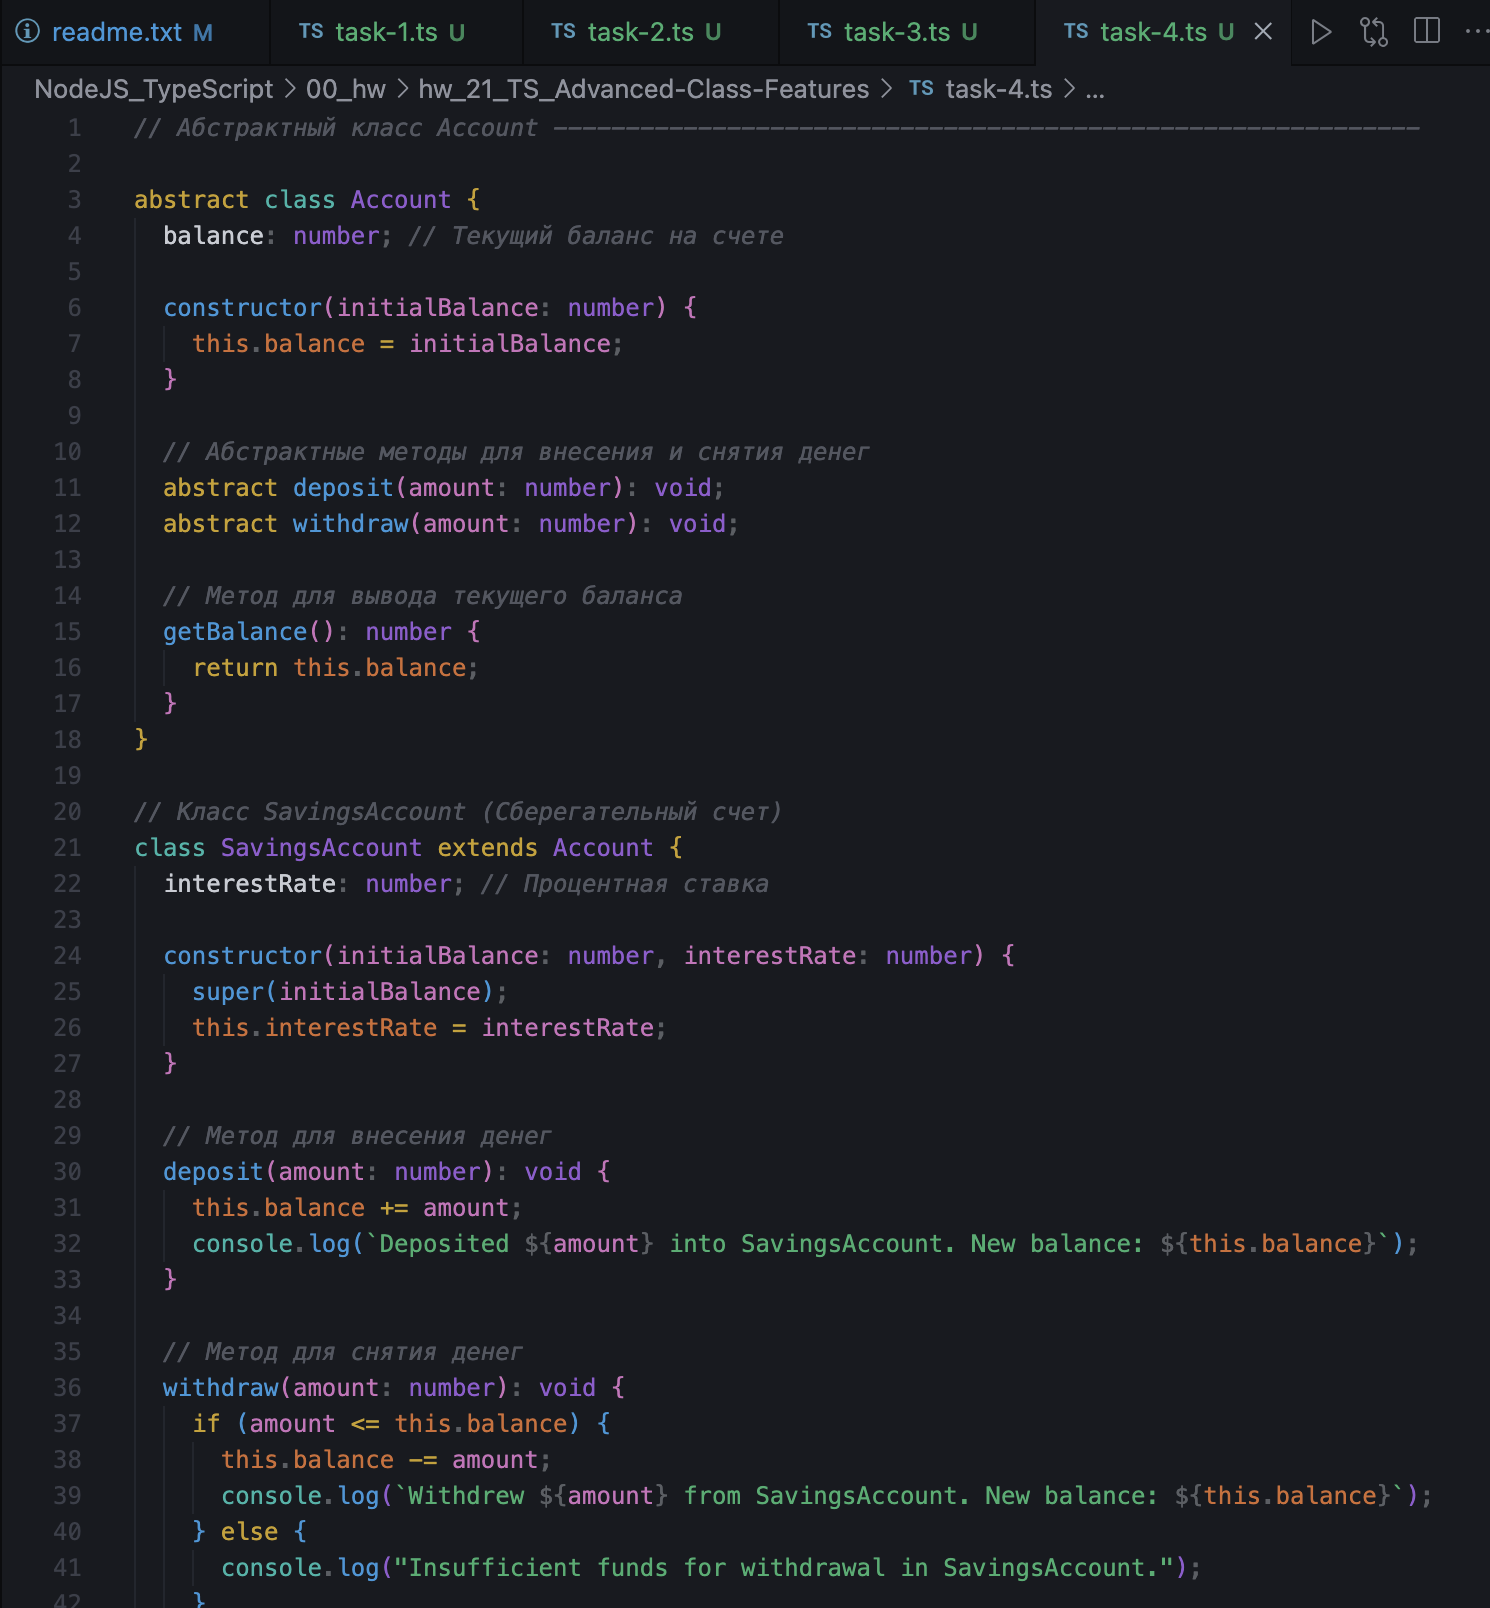 readme.txt M TS task-1.ts U TS task-2.ts U TS task-3.ts U TS task-4.ts U
NodeJS_TypeScript > 00_hw > hw_21_TS_Advanced-Class-Features > TS task-4.ts > ...
1 // Абстрактный класс Account ------------------------------------------------------------
2
3 abstract class Account {
4 balance: number; // Текущий баланс на счете
5
6 constructor(initialBalance: number) {
7 this.balance = initialBalance;
8 }
9
10 // Абстрактные методы для внесения и снятия денег
11 abstract deposit(amount: number): void;
12 abstract withdraw(amount: number): void;
13
14 // Метод для вывода текущего баланса
15 getBalance(): number {
16 return this.balance;
17 }
18 }
19
20 // Класс SavingsAccount (Сберегательный счет)
21 class SavingsAccount extends Account {
22 interestRate: number; // Процентная ставка
23
24 constructor(initialBalance: number, interestRate: number) {
25 super(initialBalance);
26 this.interestRate = interestRate;
27 }
28
29 // Метод для внесения денег
30 deposit(amount: number): void {
31 this.balance += amount;
32 console.log(`Deposited ${amount} into SavingsAccount. New balance: ${this.balance}`);
33 }
34
35 // Метод для снятия денег
36 withdraw(amount: number): void {
37 if (amount <= this.balance) {
38 this.balance -= amount;
39 console.log(`Withdrew ${amount} from SavingsAccount. New balance: ${this.balance}`);
40 } else {
41 console.log("Insufficient funds for withdrawal in SavingsAccount.");
42 }